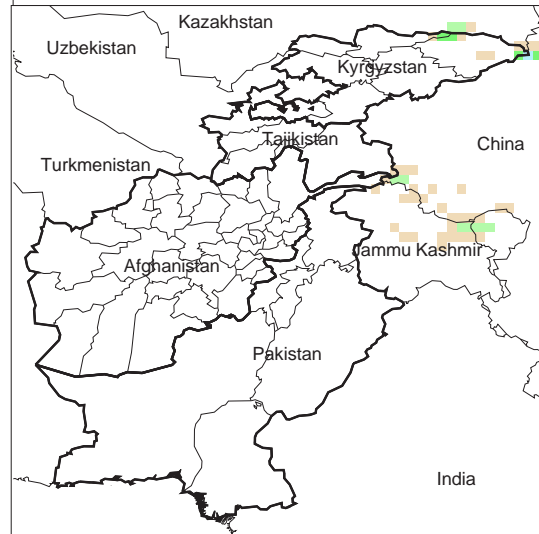 Kazakhstan
Uzbekistan
Kyrgyzstan
Tajikistan
China
Turkmenistan
Jammu Kashmir
Afghanistan
Pakistan
India